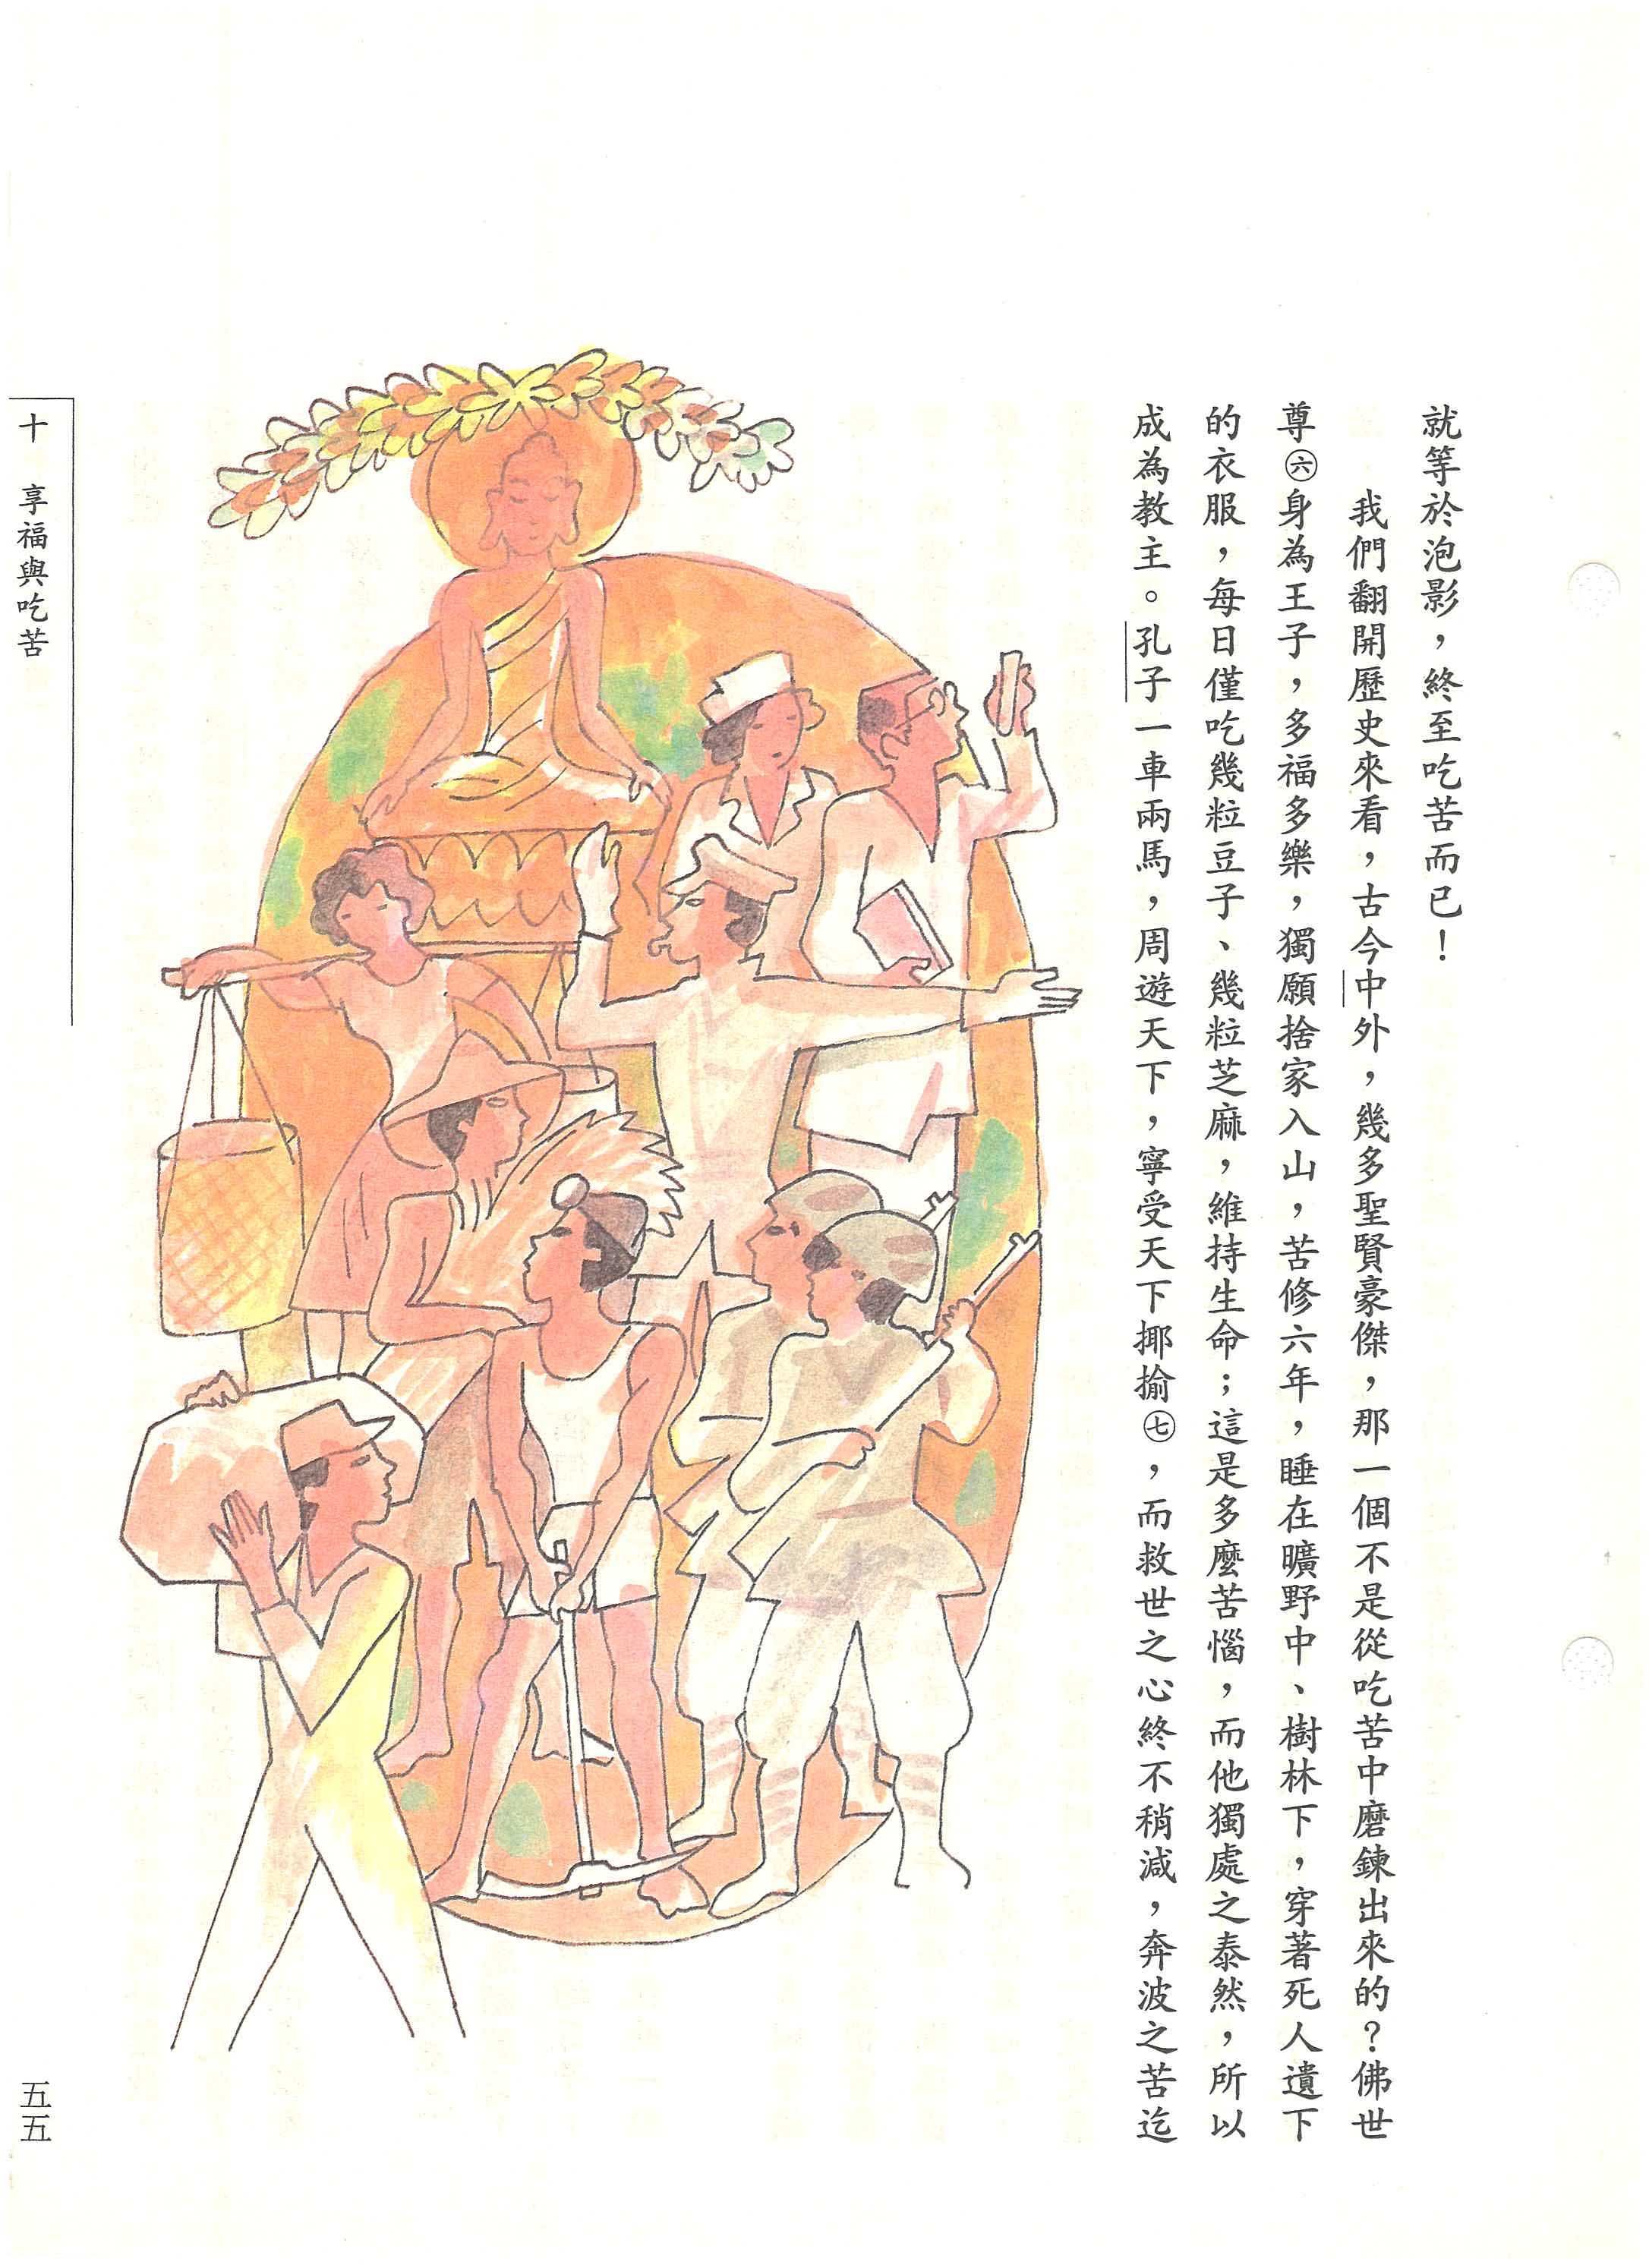 就等於泡影，終至吃苦而已！
我們翻開歷史來看，古今中外，幾多聖賢豪傑，那一個不是從吃苦中磨鍊出來的？佛世
尊㊅身為王子，多福多樂，獨願捨家入山，苦修六年，睡在曠野中、樹林下，穿著死人遺下
的衣服，每日僅吃幾粒豆子、幾粒芝麻，維持生命；這是多麼苦惱，而他獨處之泰然，所以
成為教主。孔子一車兩馬，周遊天下，寧受天下揶揄㊆，而救世之心終不稍減，奔波之苦迄
十　享福與吃苦
五五